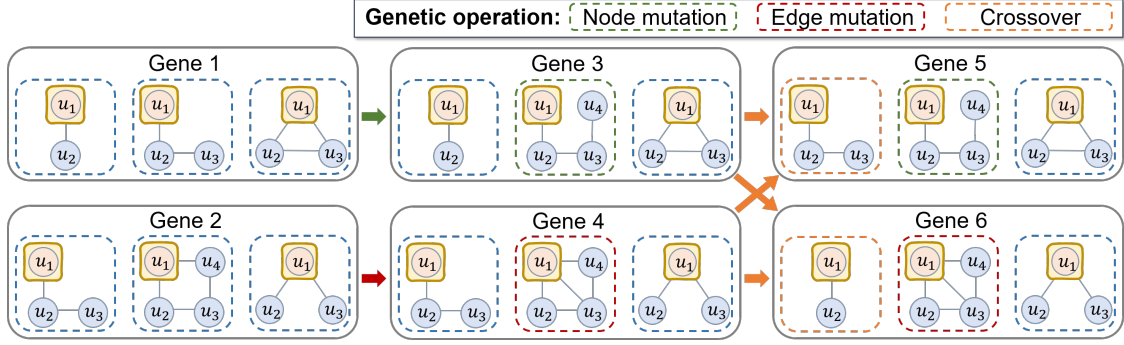 Genetic operation: Node mutation Edge mutation Crossover
Gene 1 Gene 3 Gene 5
u1 u1 u1 u1 u1 u4 u1 u1 u1 u4 u1
u2 u2 u3 u2 u3 u2 u2 u3 u2 u3 u2 u3 u2 u3 u2 u3
Gene 2 Gene 4 Gene 6
u1 u1 u4 u1 u1 u1 u4 u1 u1 u1 u4 u1
u2 u3 u2 u3 u2 u3 u2 u3 u2 u3 u2 u3 u2 u2 u3 u2 u3